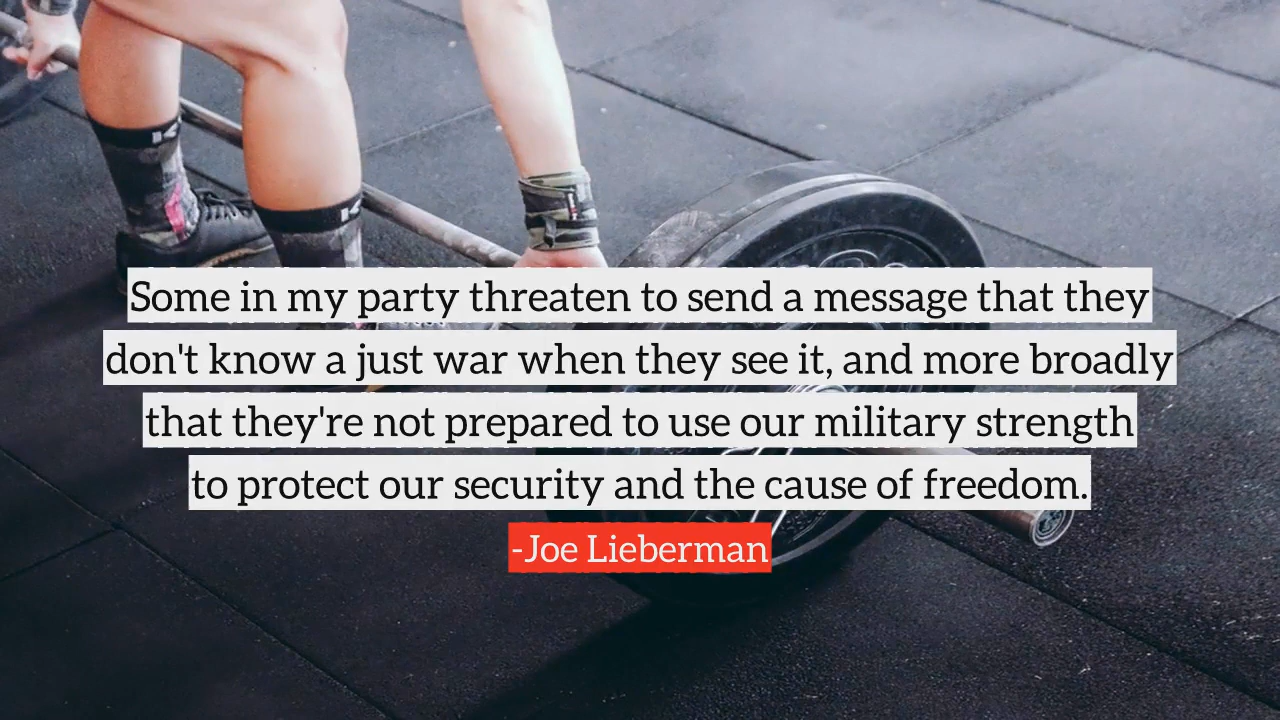 Some in my party threaten to send a message that they
don't know a just war when they see it, and more broadly
that they're not prepared to use our military strength
to protect our security and the cause of freedom.
-Joe Lieberman